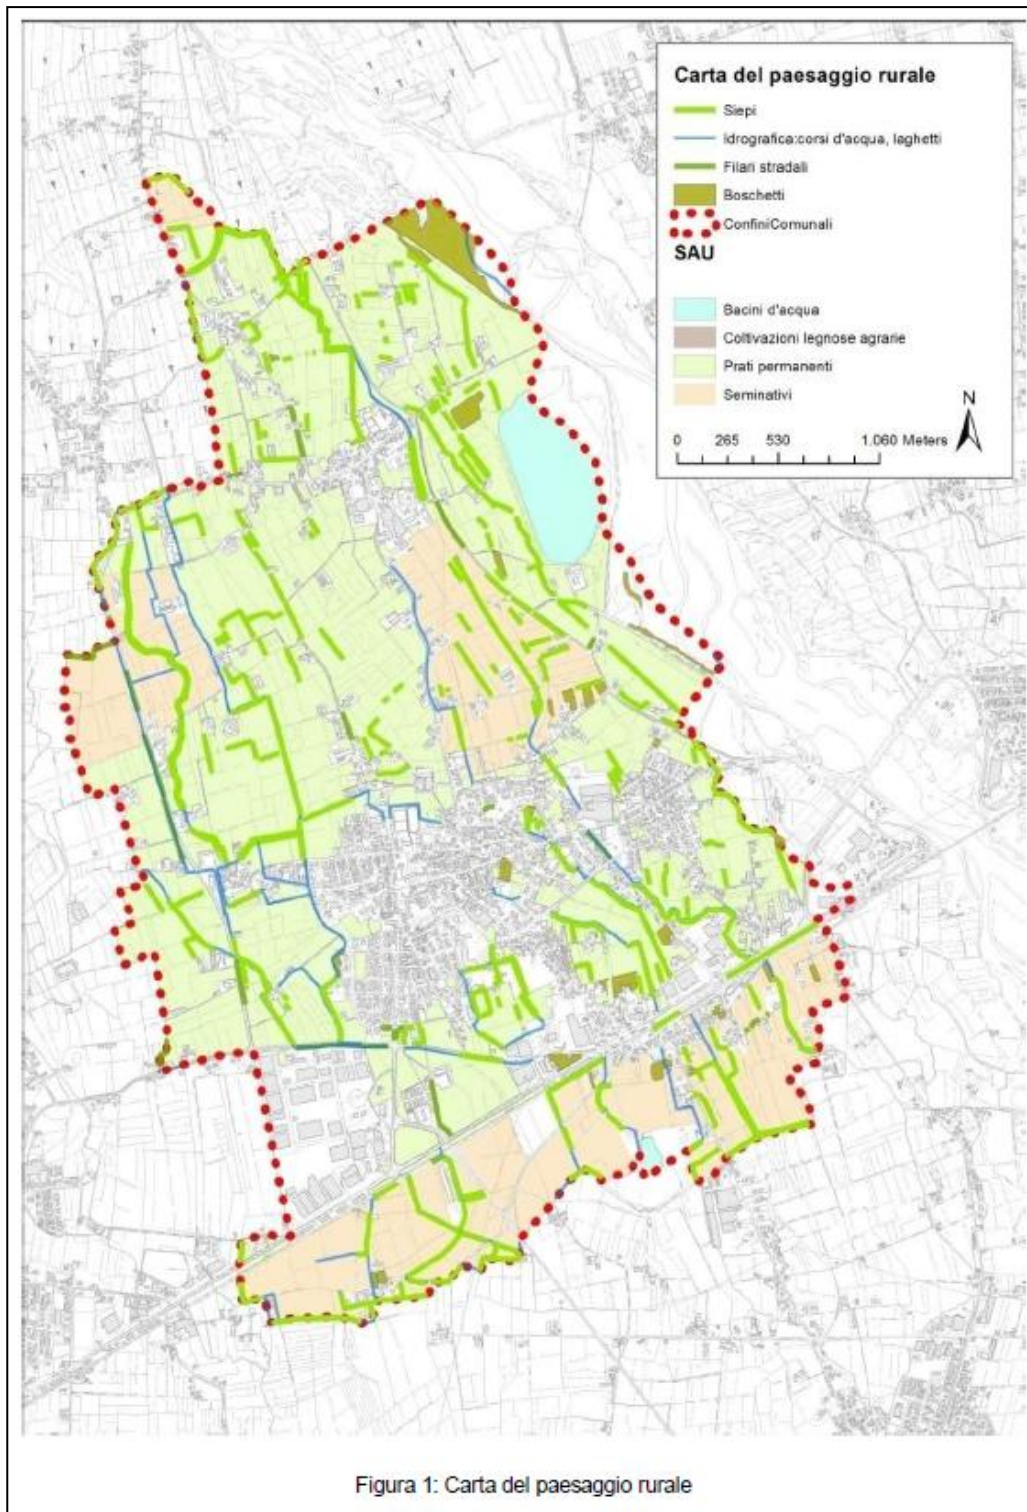 Carta del paesaggio rurale
Siepi
Idrografica:corsi d'acqua, laghetti
Filari stradali
Boschetti
ConfiniComunali
SAU
Bacini d'acqua
Coltivazioni legnose agrarie
Prati permanenti
Seminativi
N
0 265 530 1.060 Meters
Figura 1: Carta del paesaggio rurale